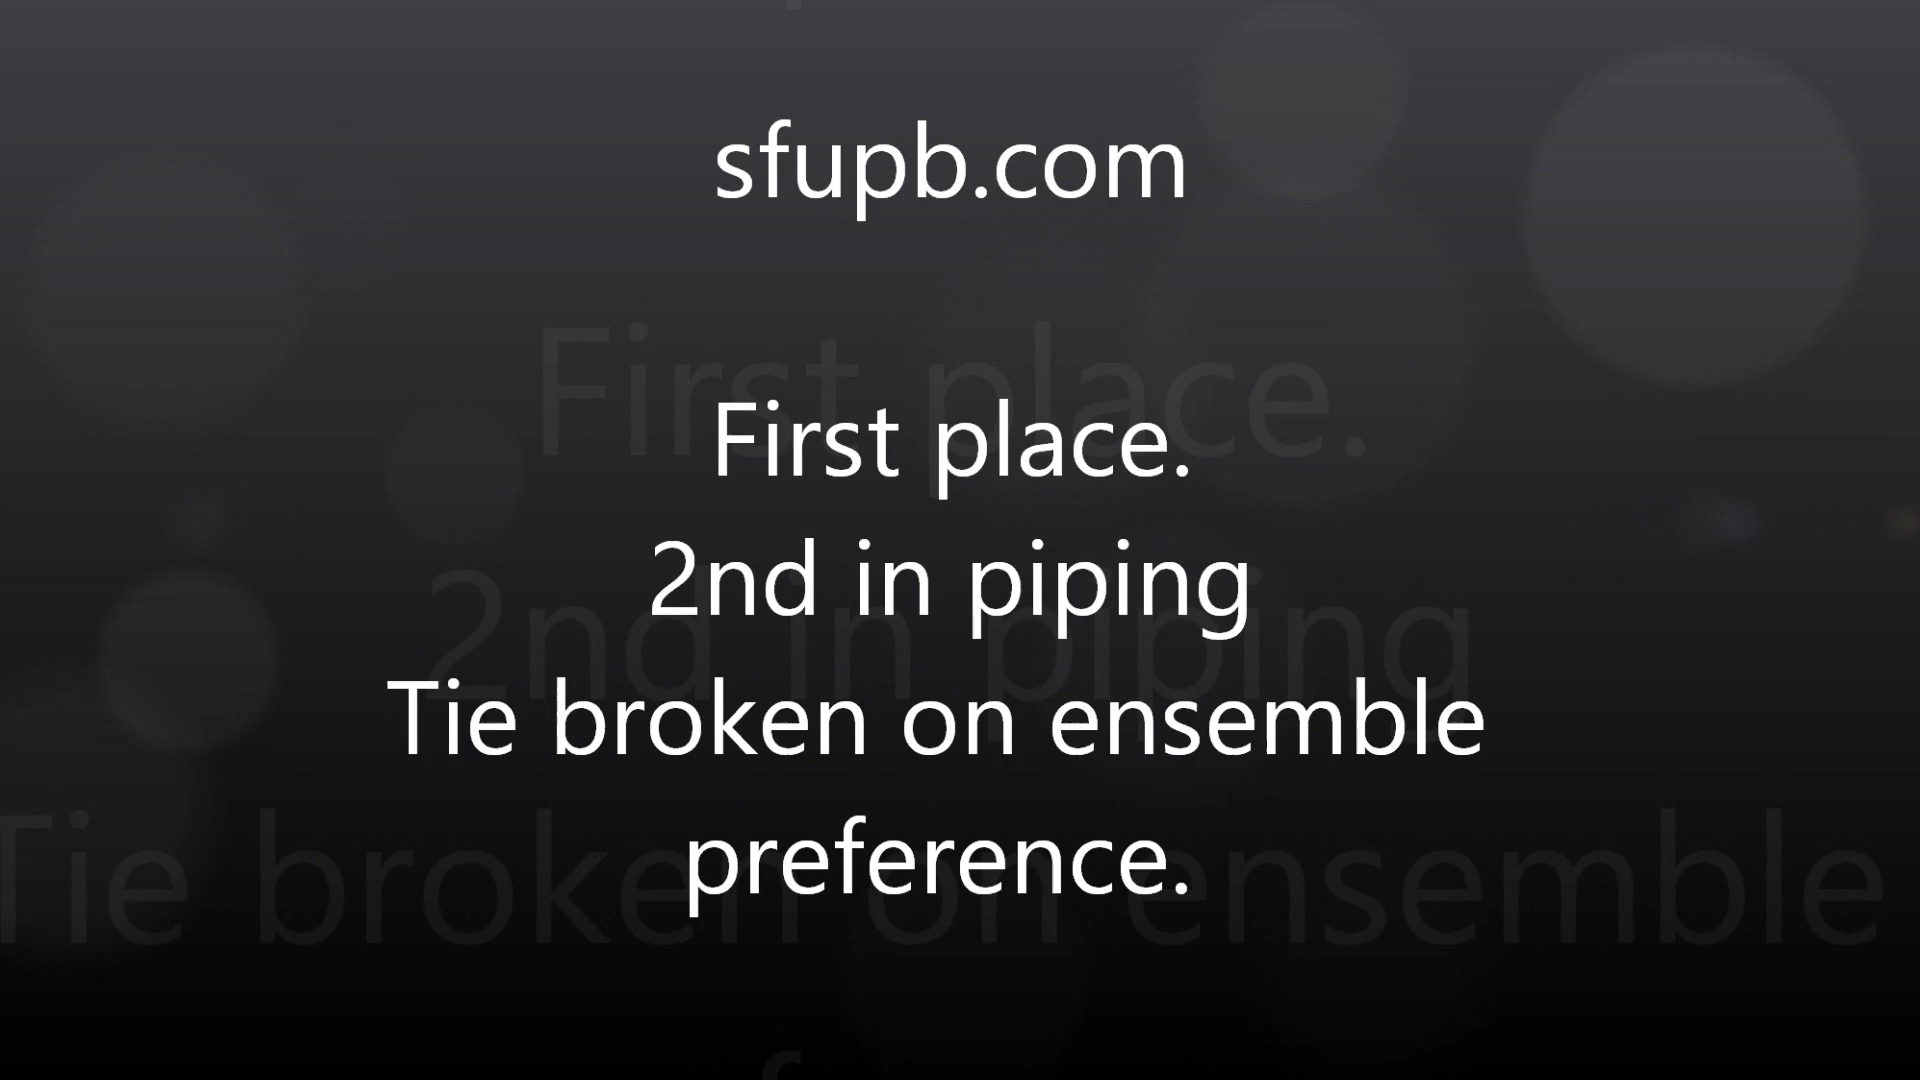 sfupb.com
First place.
2nd in piping
Tie broken on ensemble
preference.